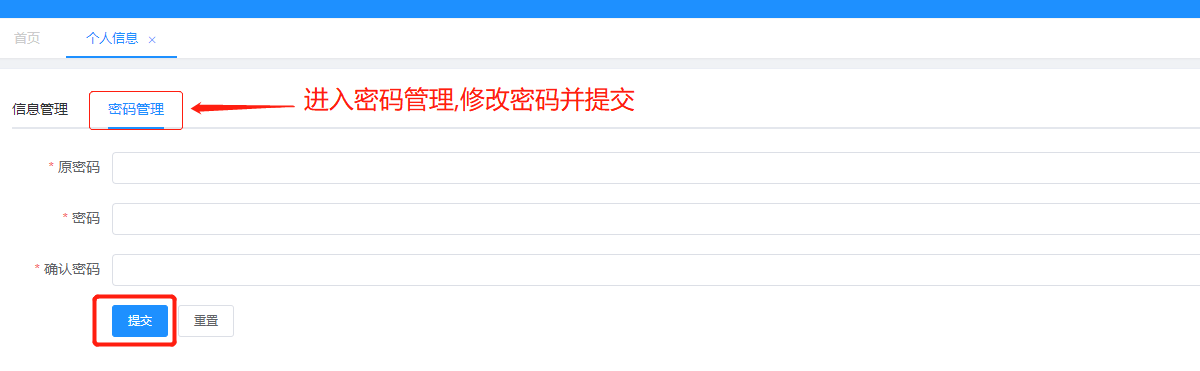 首页 个人信息 ×
信息管理 密码管理 进入密码管理,修改密码并提交
* 原密码
* 密码
* 确认密码
提交 重置